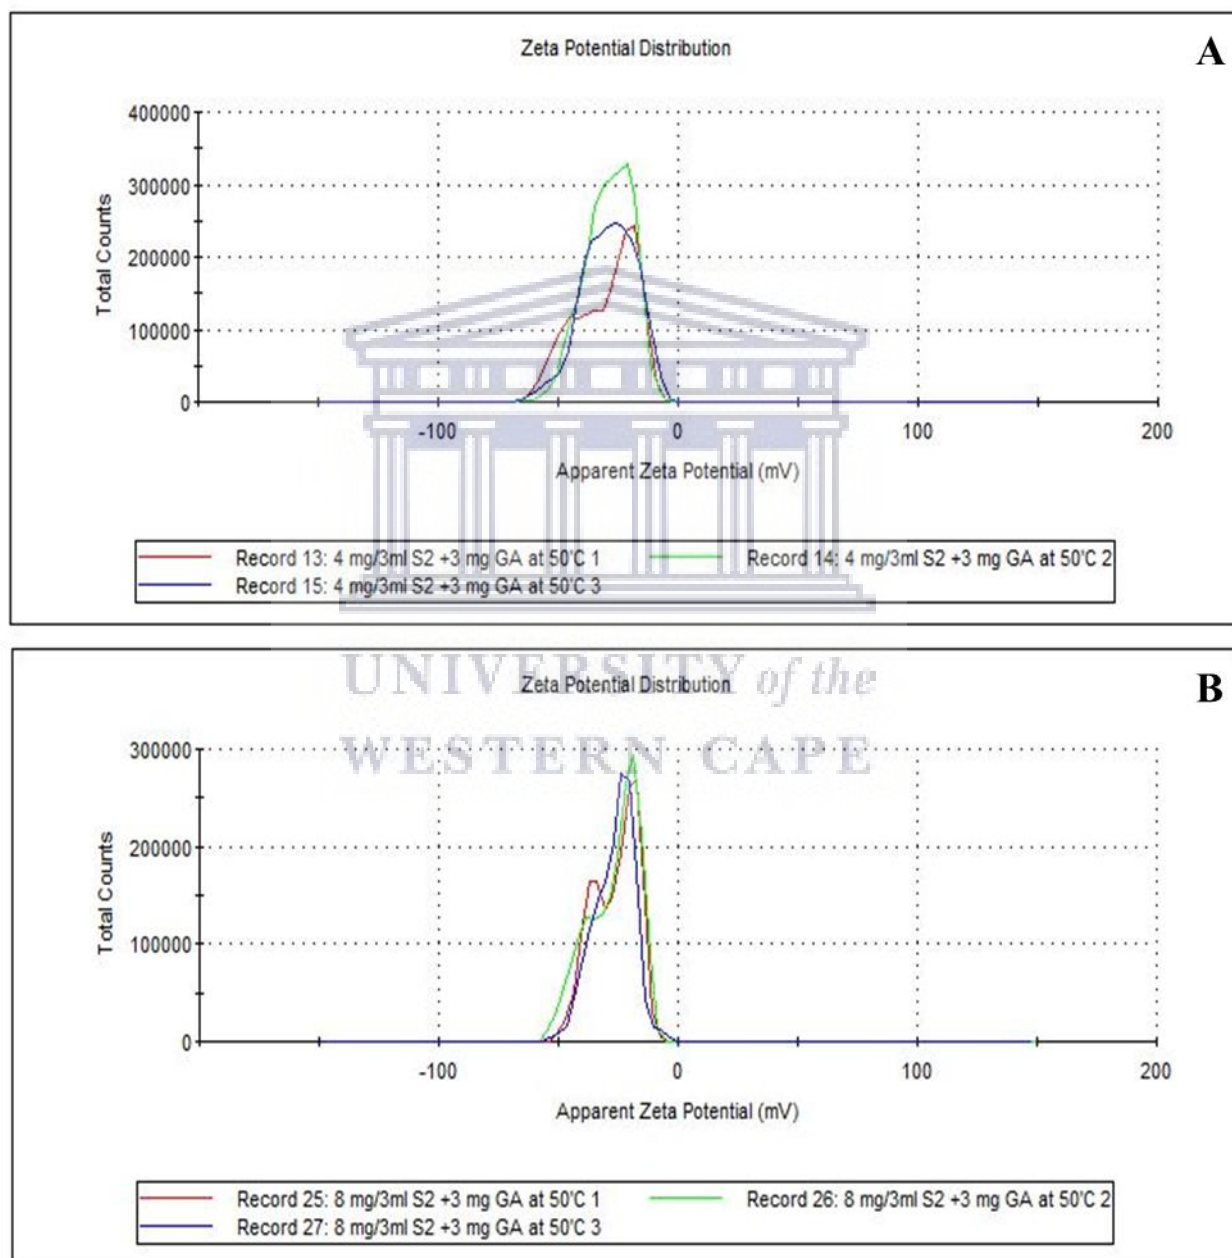 A
Zeta Potential Distribution
400000
300000
200000
100000
0
Total Counts
-100 0 100 200
Apparent Zeta Potential (mV)
Record 13: 4 mg/3ml S2 +3 mg GA at 50'C 1 Record 14: 4 mg/3ml S2 +3 mg GA at 50'C 2
Record 15: 4 mg/3ml S2 +3 mg GA at 50'C 3
UNIVERSITY of the
WESTERN CAPE
B
Zeta Potential Distribution
300000
200000
100000
0
Total Counts
-100 0 100 200
Apparent Zeta Potential (mV)
Record 25: 8 mg/3ml S2 +3 mg GA at 50'C 1 Record 26: 8 mg/3ml S2 +3 mg GA at 50'C 2
Record 27: 8 mg/3ml S2 +3 mg GA at 50'C 3